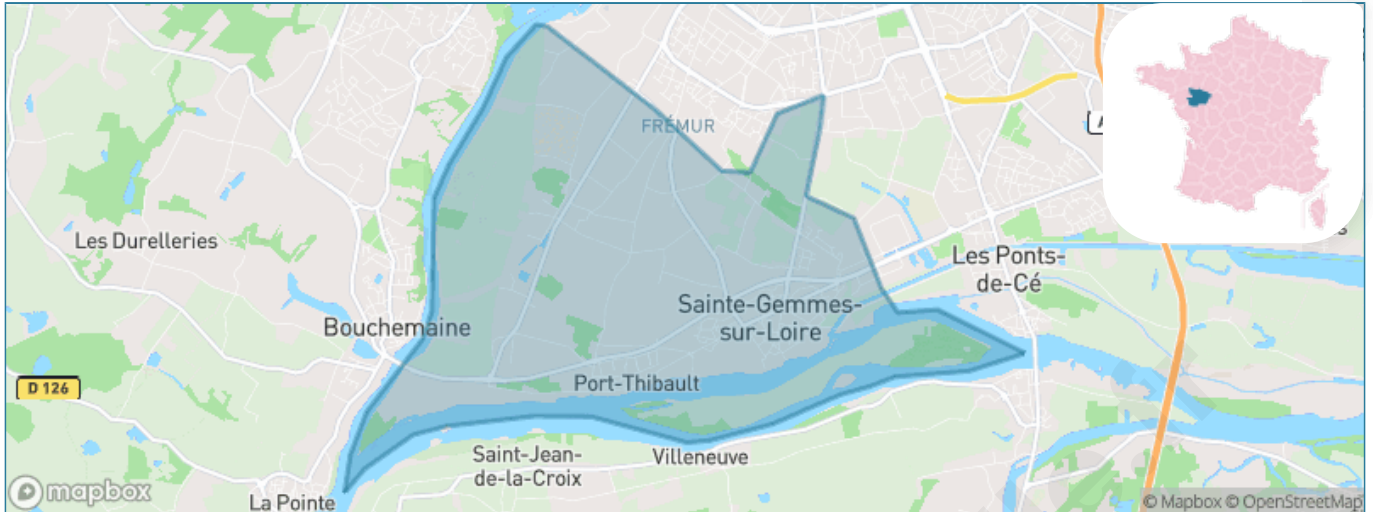 FRÉMUR
A
Les Durelleries
Les Ponts-
de-Cé
Sainte-Gemmes-
sur-Loire
Bouchemaine
D 126
Port-Thibault
Saint-Jean-
de-la-Croix
Villeneuve
La Pointe
mapbox
© Mapbox © OpenStreetMap